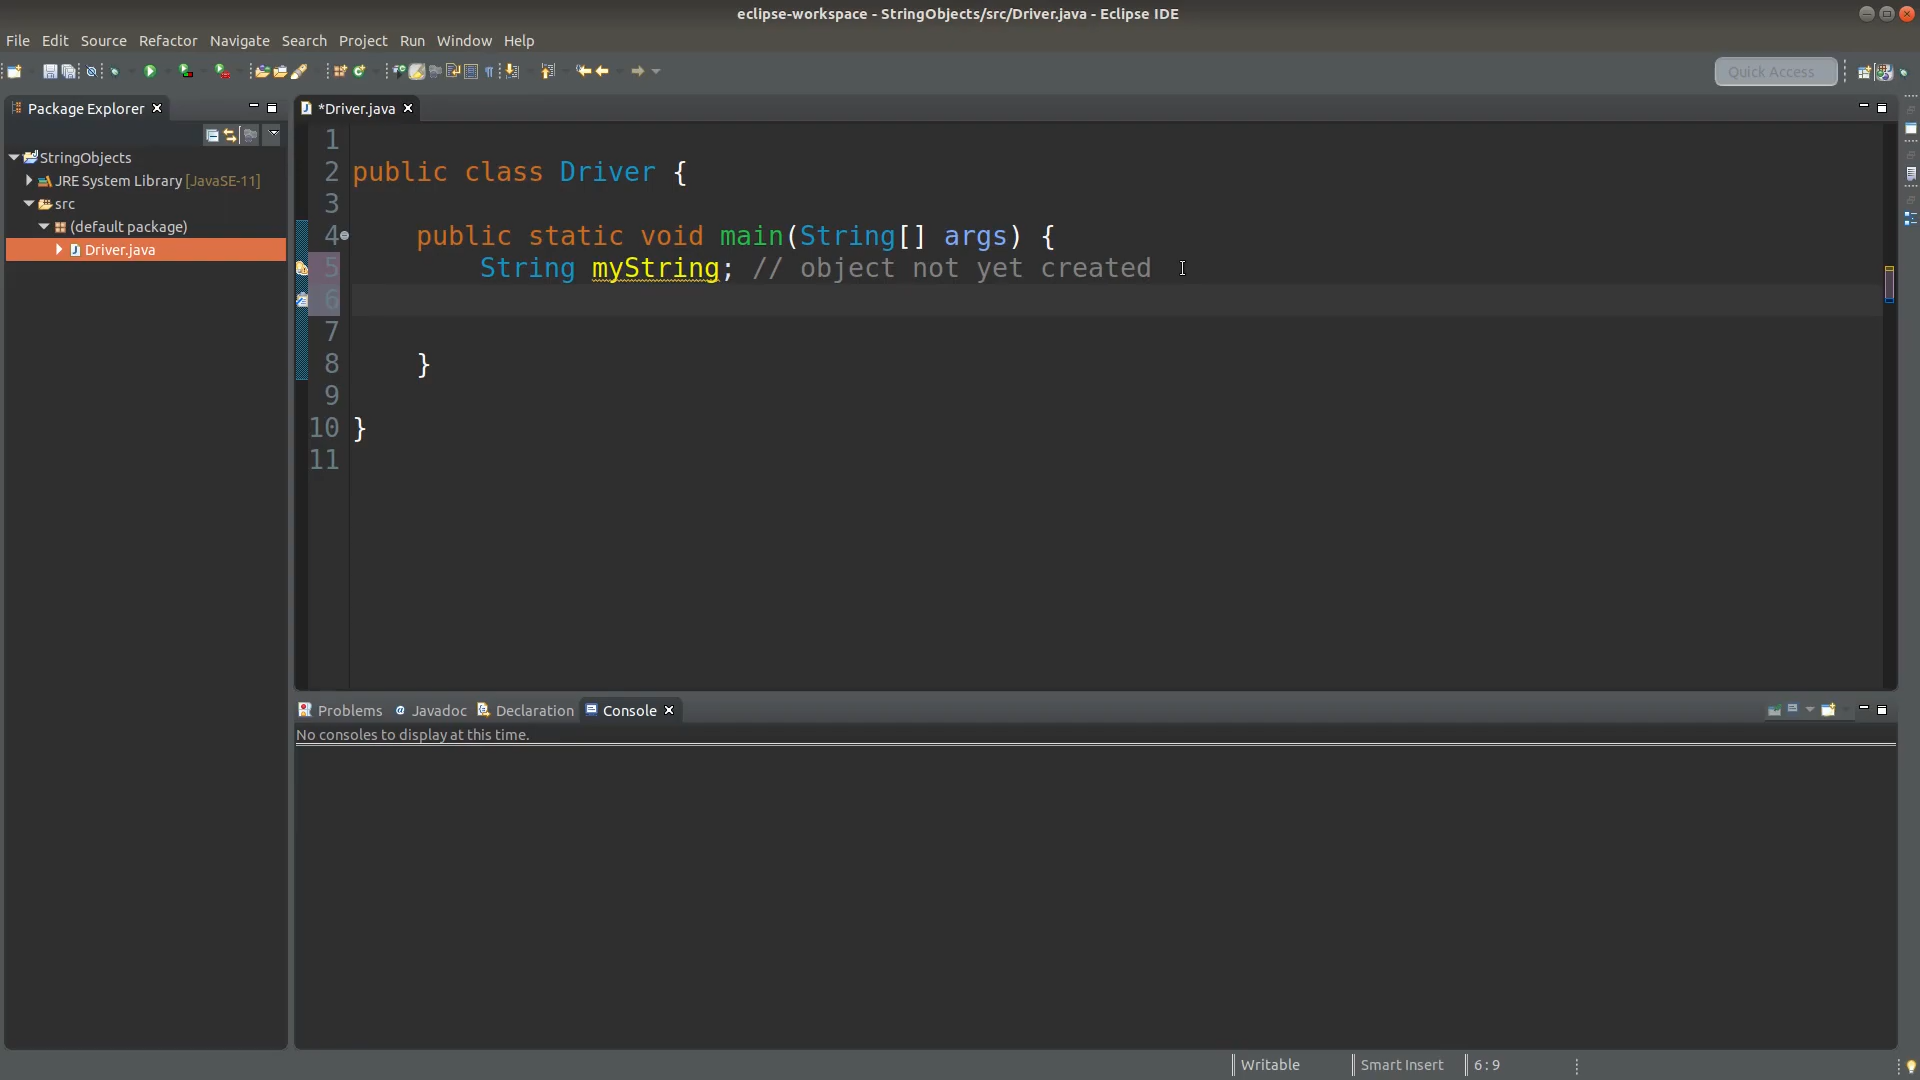 eclipse-workspace - StringObjects/src/Driver.java - Eclipse IDE
File Edit Source Refactor Navigate Search Project Run Window Help
Quick Access
Package Explorer
*Driver.java
StringObjects
JRE System Library [JavaSE-11]
src
(default package)
Driver.java
1
2 public class Driver {
3
4 public static void main(String[] args) {
5 String myString; // object not yet created
6
7
8 }
9
10 }
11
Problems Javadoc Declaration Console
No consoles to display at this time.
Writable Smart Insert 6:9